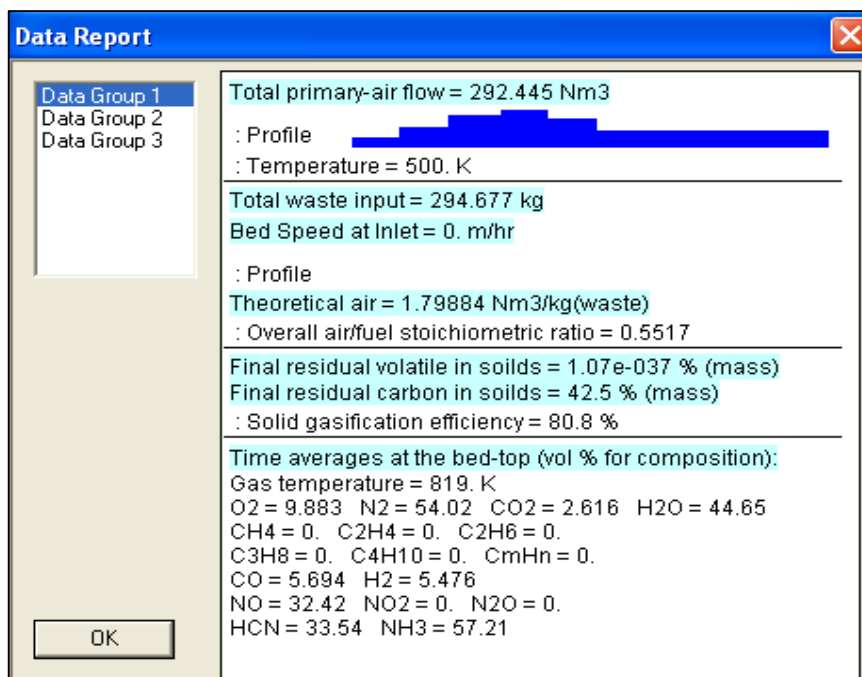 Data Report
Data Group 1
Data Group 2
Data Group 3
Total primary-air flow = 292.445 Nm3
: Profile
: Temperature = 500. K
Total waste input = 294.677 kg
Bed Speed at Inlet = 0. m/hr
: Profile
Theoretical air = 1.79884 Nm3/kg(waste)
: Overall air/fuel stoichiometric ratio = 0.5517
Final residual volatile in soilds = 1.07e-037 % (mass)
Final residual carbon in soilds = 42.5 % (mass)
: Solid gasification efficiency = 80.8 %
Time averages at the bed-top (vol % for composition):
Gas temperature = 819. K
O2 = 9.883 N2 = 54.02 CO2 = 2.616 H2O = 44.65
CH4 = 0. C2H4 = 0. C2H6 = 0.
C3H8 = 0. C4H10 = 0. CmHn = 0.
CO = 5.694 H2 = 5.476
NO = 32.42 NO2 = 0. N2O = 0.
HCN = 33.54 NH3 = 57.21
OK